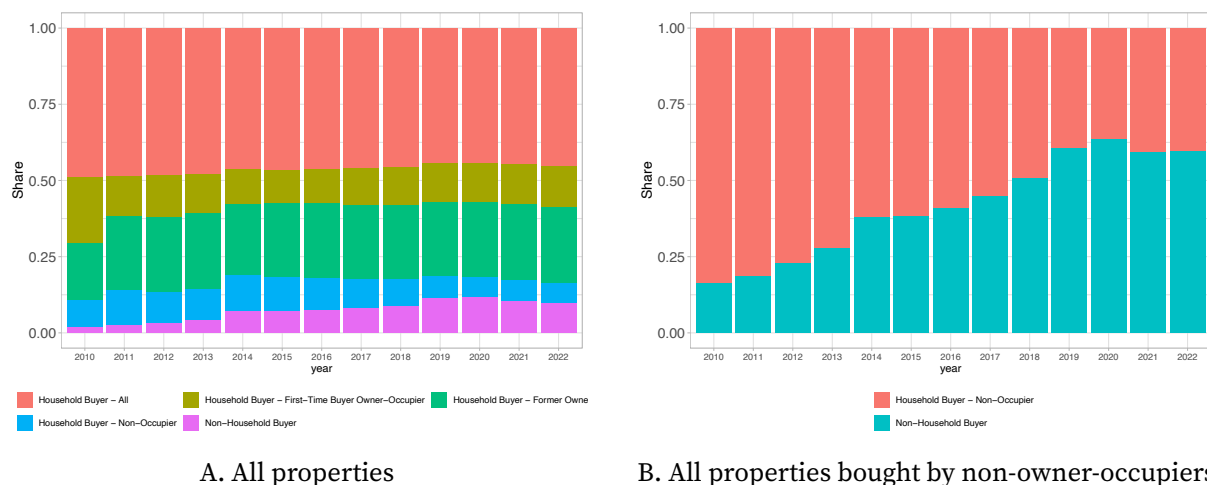 1.00
0.75
0.50
0.25
0.00
Share
2010 2011 2012 2013 2014 2015 2016 2017 2018 2019 2020 2021 2022
year
Household Buyer − All
Household Buyer − First−Time Buyer Owner−Occupier
Household Buyer − Former Owne
Household Buyer − Non−Occupier
Non−Household Buyer
A. All properties
1.00
0.75
0.50
0.25
0.00
Share
2010 2011 2012 2013 2014 2015 2016 2017 2018 2019 2020 2021 2022
year
Household Buyer − Non−Occupier
Non−Household Buyer
B. All properties bought by non-owner-occupiers